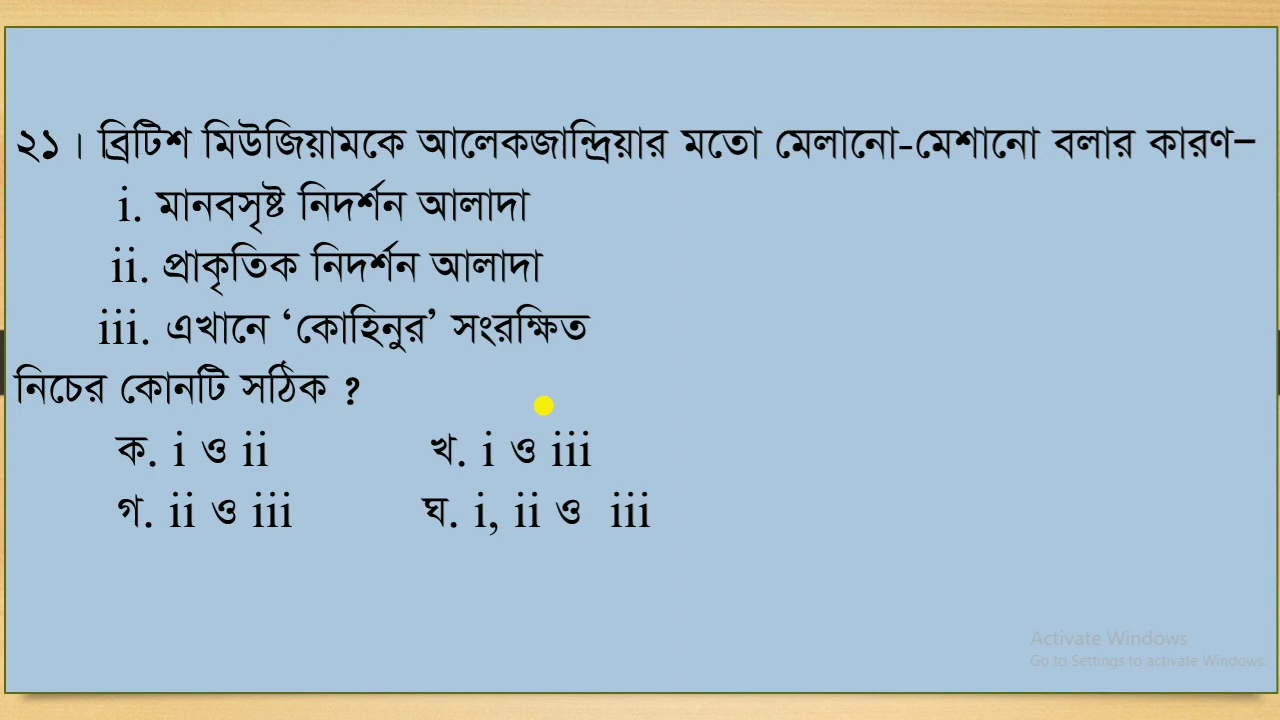 ২১। ব্রিটিশ মিউজিয়ামকে আলেকজান্দ্রিয়ার মতো মেলানো-মেশানো বলার কারণ–
i. মানবসৃষ্ট নিদর্শন আলাদা
ii. প্রাকৃতিক নিদর্শন আলাদা
iii. এখানে ‘কোহিনুর’ সংরক্ষিত
নিচের কোনটি সঠিক ?
ক. i ও ii খ. i ও iii
গ. ii ও iii ঘ. i, ii ও iii
Activate Windows
Go to Settings to activate Windows.